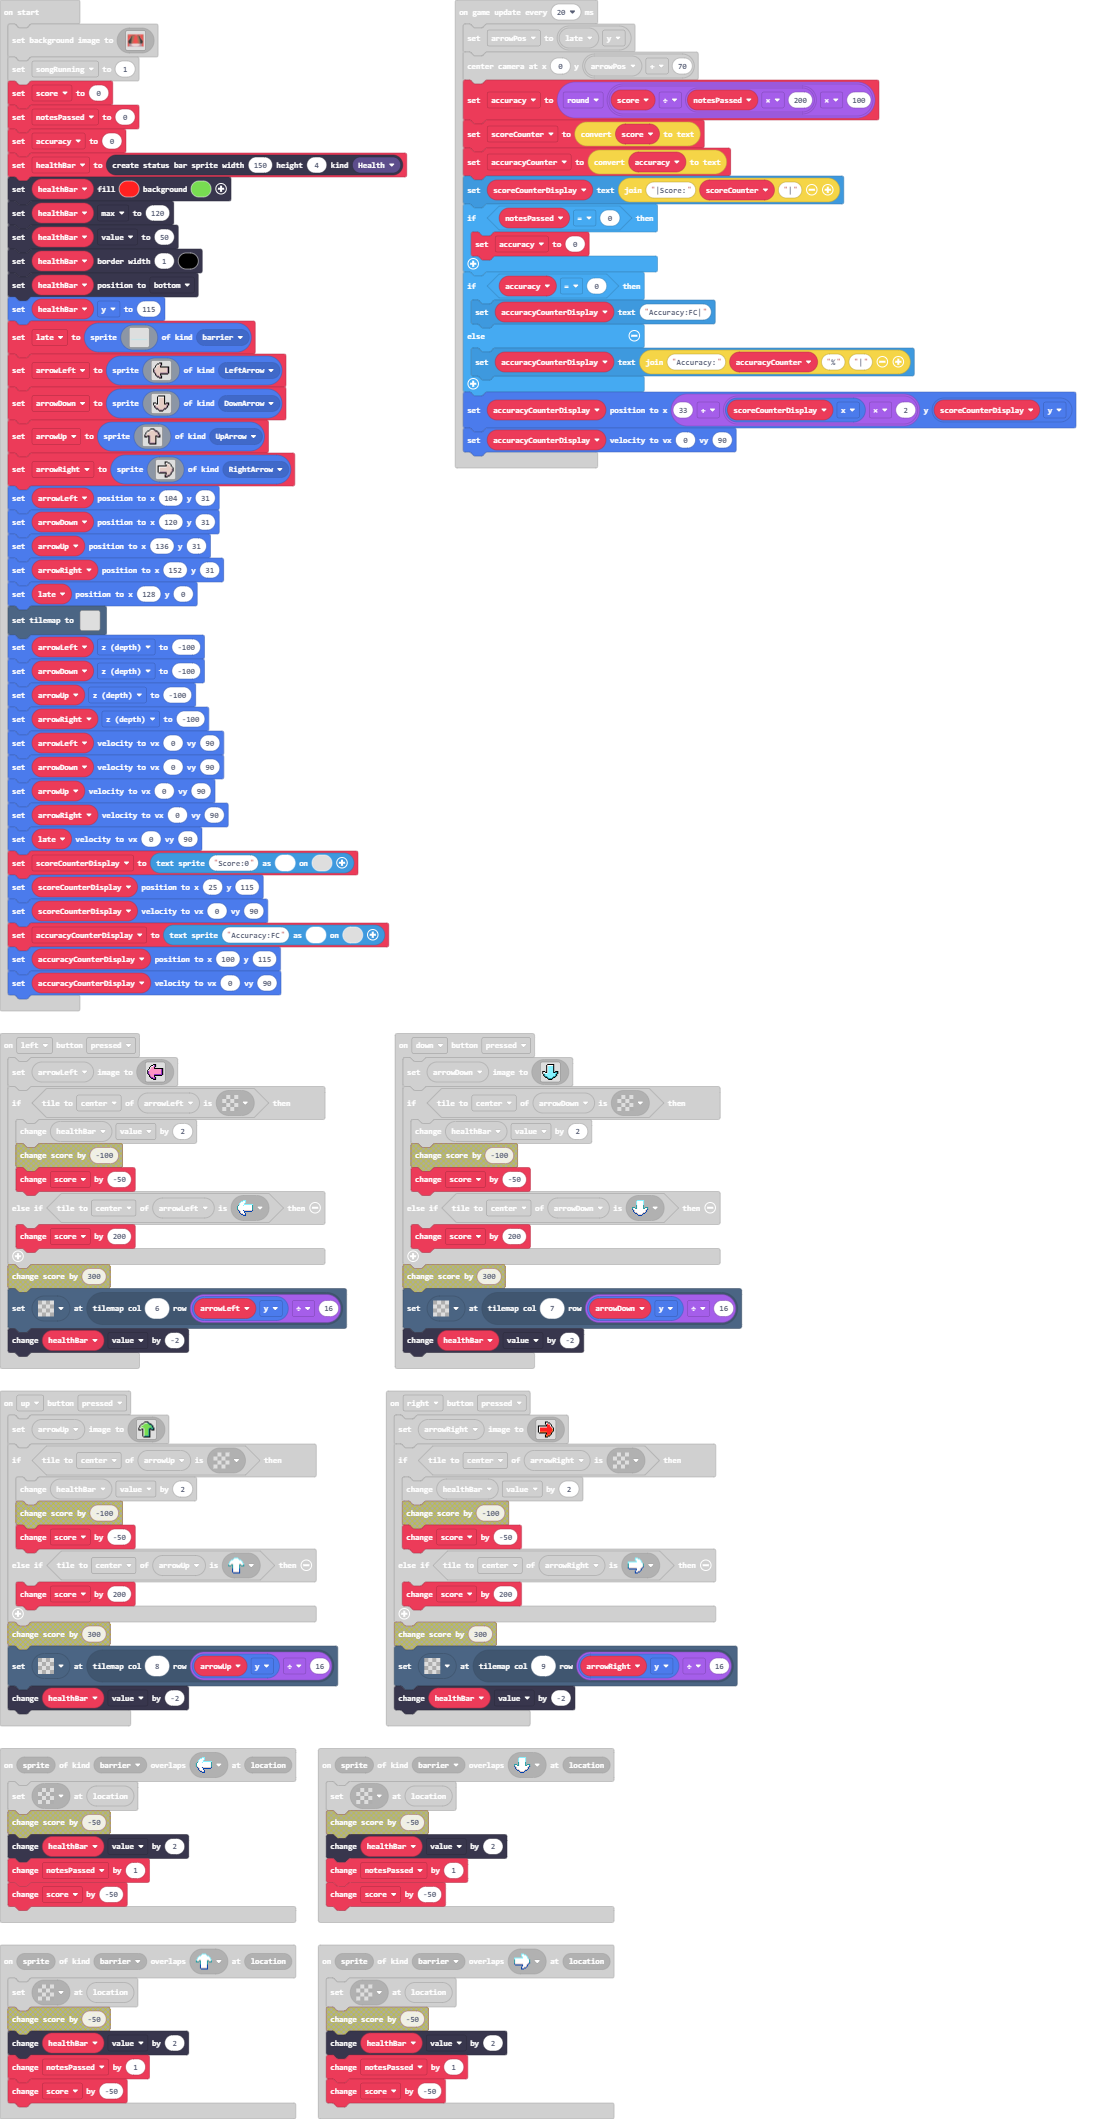 on start
set background image to
set songRunning to 1
set score to 0
set notesPassed to 0
set accuracy to 0
set healthBar to create status bar sprite width 150 height 4 kind Health
set healthBar fill background
set healthBar max to 120
set healthBar value to 50
set healthBar border width 1
set healthBar position to bottom
set healthBar y to 115
set late to sprite of kind barrier
set arrowLeft to sprite of kind LeftArrow
set arrowDown to sprite of kind DownArrow
set arrowUp to sprite of kind UpArrow
set arrowRight to sprite of kind RightArrow
set arrowLeft position to x 104 y 31
set arrowDown position to x 120 y 31
set arrowUp position to x 136 y 31
set arrowRight position to x 152 y 31
set late position to x 128 y 0
set tilemap to
set arrowLeft z (depth) to -100
set arrowDown z (depth) to -100
set arrowUp z (depth) to -100
set arrowRight z (depth) to -100
set arrowLeft velocity to vx 0 vy 90
set arrowDown velocity to vx 0 vy 90
set arrowUp velocity to vx 0 vy 90
set arrowRight velocity to vx 0 vy 90
set late velocity to vx 0 vy 90
set scoreCounterDisplay to text sprite "Score:0" as on
set scoreCounterDisplay position to x 25 y 115
set scoreCounterDisplay velocity to vx 0 vy 90
set accuracyCounterDisplay to text sprite "Accuracy:FC" as on
set accuracyCounterDisplay position to x 100 y 115
set accuracyCounterDisplay velocity to vx 0 vy 90
on game update every 20 ms
set arrowPos to late y
center camera at x 0 y arrowPos + 70
set accuracy to round score ÷ notesPassed × 200 × 100
set scoreCounter to convert score to text
set accuracyCounter to convert accuracy to text
set scoreCounterDisplay text join "|Score:" scoreCounter "|"
if notesPassed = 0 then
set accuracy to 0
if accuracy = 0 then
set accuracyCounterDisplay text "Accuracy:FC|"
else
set accuracyCounterDisplay text join "Accuracy:" accuracyCounter "%" "|"
set accuracyCounterDisplay position to x 33 + scoreCounterDisplay x × 2 y scoreCounterDisplay y
set accuracyCounterDisplay velocity to vx 0 vy 90
on left button pressed
set arrowLeft image to
if tile to center of arrowLeft is then
change healthBar value by 2
change score by -100
change score by -50
else if tile to center of arrowLeft is then
change score by 200
change score by 300
set at tilemap col 6 row arrowLeft y ÷ 16
change healthBar value by -2
on down button pressed
set arrowDown image to
if tile to center of arrowDown is then
change healthBar value by 2
change score by -100
change score by -50
else if tile to center of arrowDown is then
change score by 200
change score by 300
set at tilemap col 7 row arrowDown y ÷ 16
change healthBar value by -2
on up button pressed
set arrowUp image to
if tile to center of arrowUp is then
change healthBar value by 2
change score by -100
change score by -50
else if tile to center of arrowUp is then
change score by 200
change score by 300
set at tilemap col 8 row arrowUp y ÷ 16
change healthBar value by -2
on right button pressed
set arrowRight image to
if tile to center of arrowRight is then
change healthBar value by 2
change score by -100
change score by -50
else if tile to center of arrowRight is then
change score by 200
change score by 300
set at tilemap col 9 row arrowRight y ÷ 16
change healthBar value by -2
on sprite of kind barrier overlaps at location
set at location
change score by -50
change healthBar value by 2
change notesPassed by 1
change score by -50
on sprite of kind barrier overlaps at location
set at location
change score by -50
change healthBar value by 2
change notesPassed by 1
change score by -50
on sprite of kind barrier overlaps at location
set at location
change score by -50
change healthBar value by 2
change notesPassed by 1
change score by -50
on sprite of kind barrier overlaps at location
set at location
change score by -50
change healthBar value by 2
change notesPassed by 1
change score by -50